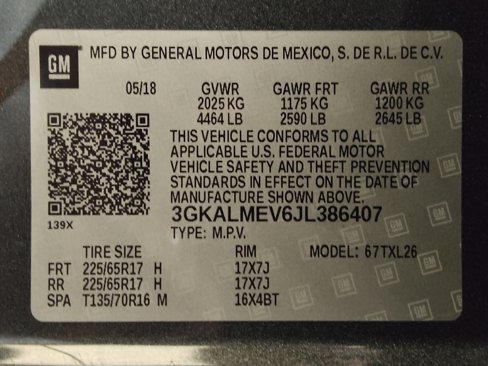 GM MFD BY GENERAL MOTORS DE MEXICO, S. DE R.L. DE C.V.
05/18 GVWR GAWR FRT GAWR RR
2025 KG 1175 KG 1200 KG
4464 LB 2590 LB 2645 LB
THIS VEHICLE CONFORMS TO ALL
APPLICABLE U.S. FEDERAL MOTOR
VEHICLE SAFETY AND THEFT PREVENTION
STANDARDS IN EFFECT ON THE DATE OF
MANUFACTURE SHOWN ABOVE.
3GKALMEV6JL386407
139X TYPE: M.P.V.
TIRE SIZE RIM MODEL: 67TXL26
FRT 225/65R17 H 17X7J
RR 225/65R17 H 17X7J
SPA T135/70R16 M 16X4BT